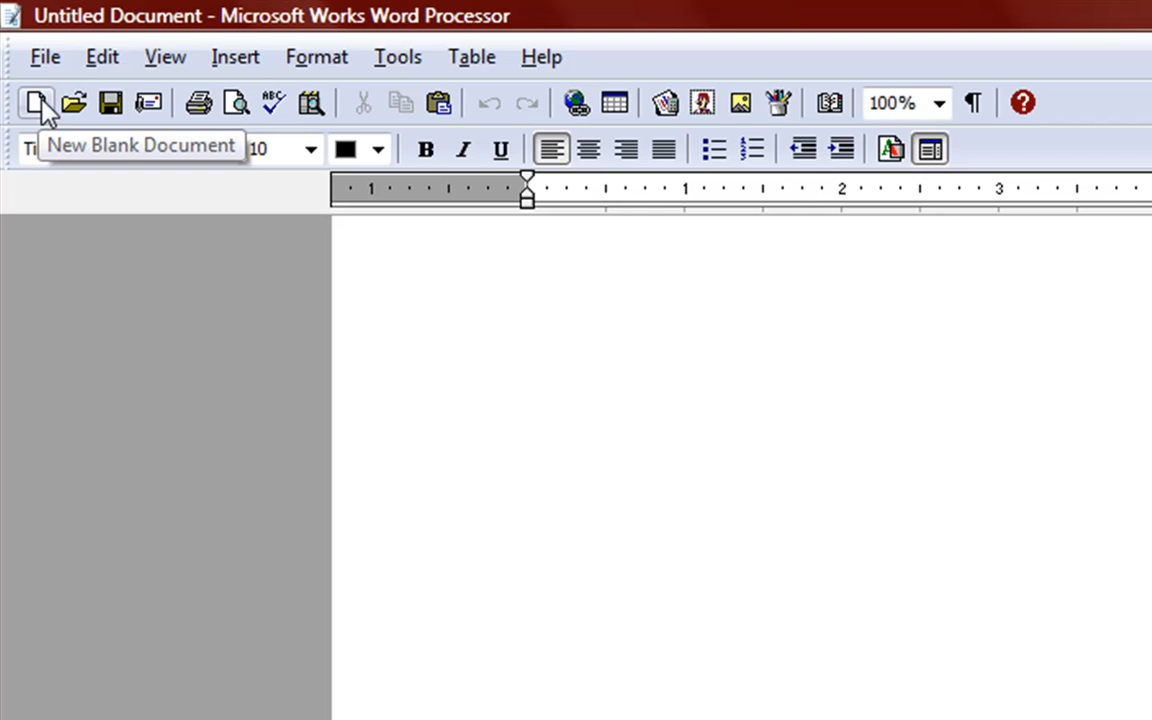 Untitled Document - Microsoft Works Word Processor
File Edit View Insert Format Tools Table Help
ABC 100% ¶ ?
New Blank Document 10 B I U
1 1 2 3